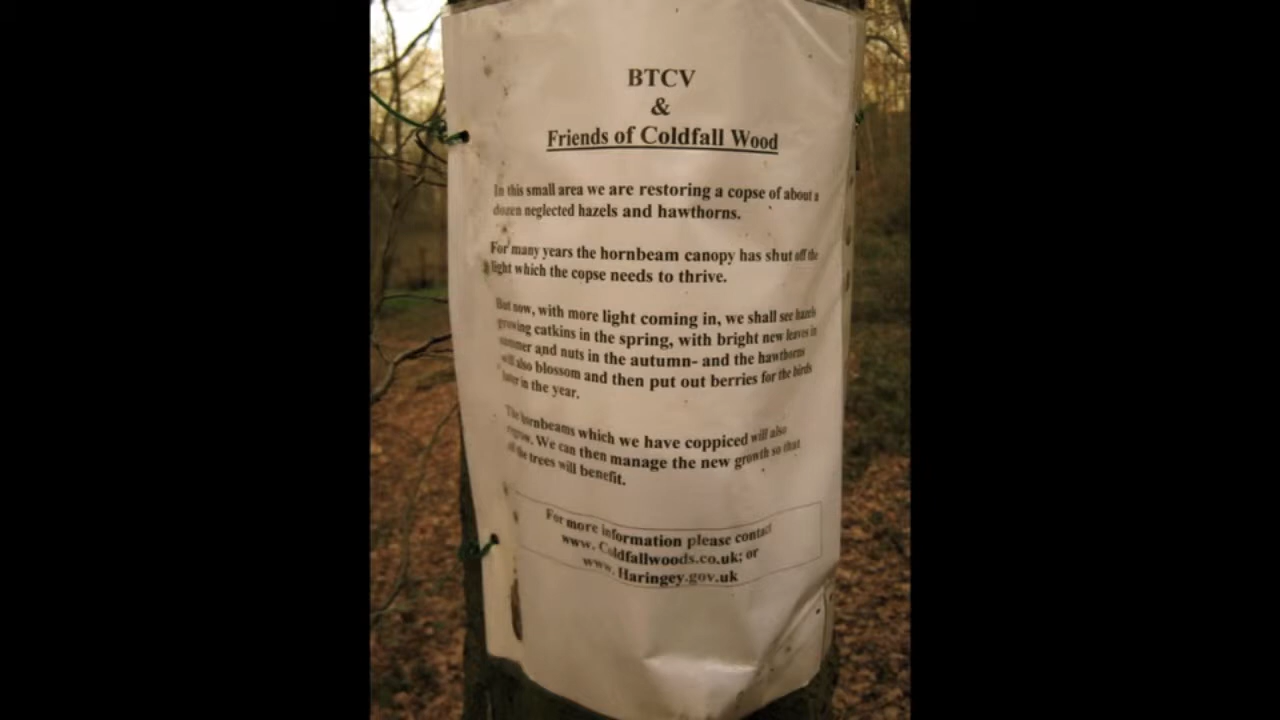 BTCV
&
Friends of Coldfall Wood
In this small area we are restoring a copse of about a
dozen neglected hazels and hawthorns.
For many years the hornbeam canopy has shut off the
light which the copse needs to thrive.
But now, with more light coming in, we shall see hazels
growing catkins in the spring, with bright new leaves in
summer and nuts in the autumn- and the hawthorns
will also blossom and then put out berries for the birds
later in the year.
The hornbeams which we have coppiced will also
regrow. We can then manage the new growth so that
all the trees will benefit.
For more information please contact
www. Coldfallwoods.co.uk; or
www. Haringey.gov.uk